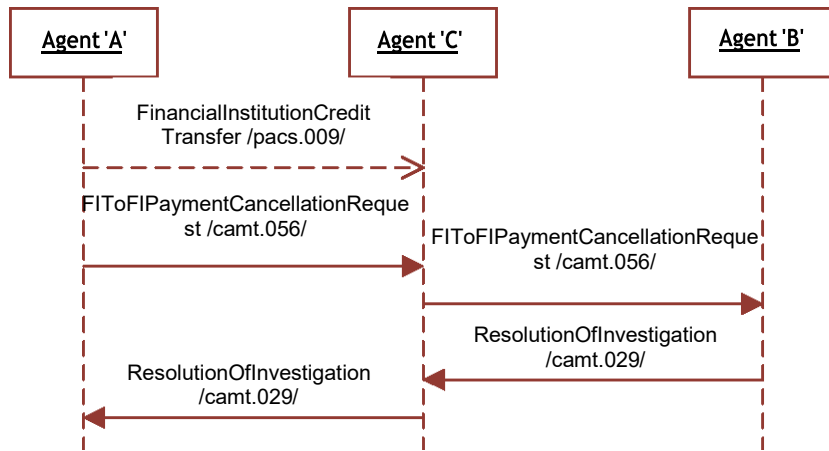 Agent 'A'
Agent 'C'
Agent 'B'
FinancialInstitutionCredit
Transfer /pacs.009/
FIToFIPaymentCancellationReque
st /camt.056/
FIToFIPaymentCancellationReque
st /camt.056/
ResolutionOfInvestigation
/camt.029/
ResolutionOfInvestigation
/camt.029/